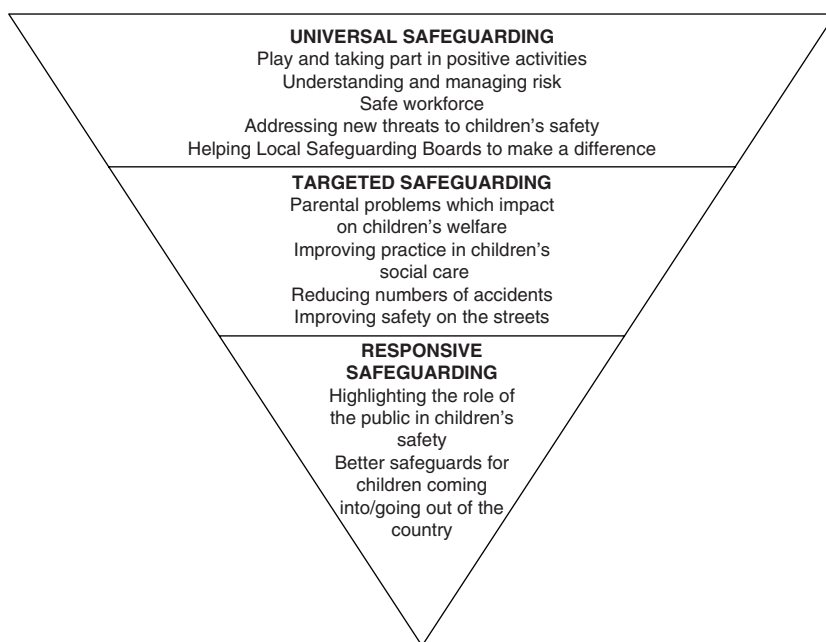 UNIVERSAL SAFEGUARDING
Play and taking part in positive activities
Understanding and managing risk
Safe workforce
Addressing new threats to children’s safety
Helping Local Safeguarding Boards to make a difference
TARGETED SAFEGUARDING
Parental problems which impact
on children’s welfare
Improving practice in children’s
social care
Reducing numbers of accidents
Improving safety on the streets
RESPONSIVE
SAFEGUARDING
Highlighting the role of
the public in children’s
safety
Better safeguards for
children coming
into/going out of the
country